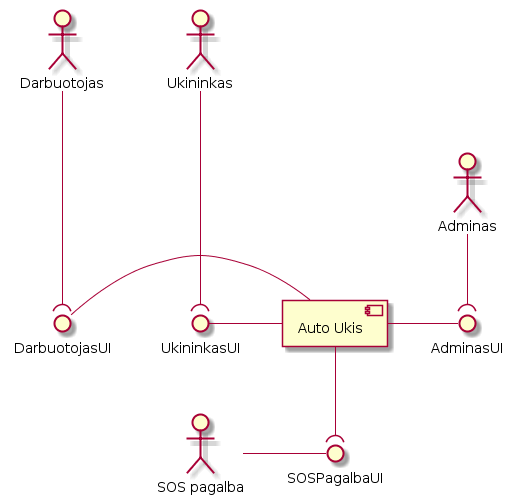 Darbuotojas
Ukininkas
Adminas
Auto Ukis
DarbuotojasUI
UkininkasUI
AdminasUI
SOSPagalbaUI
SOS pagalba